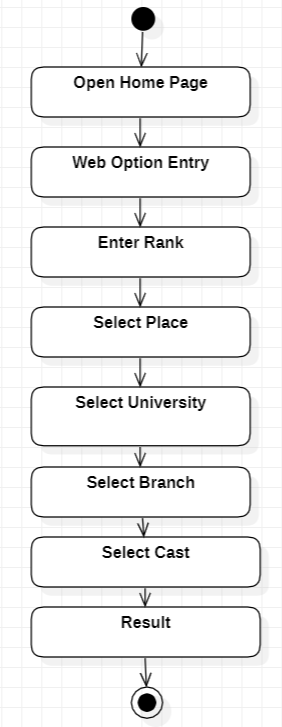 Open Home Page
Web Option Entry
Enter Rank
Select Place
Select University
Select Branch
Select Cast
Result